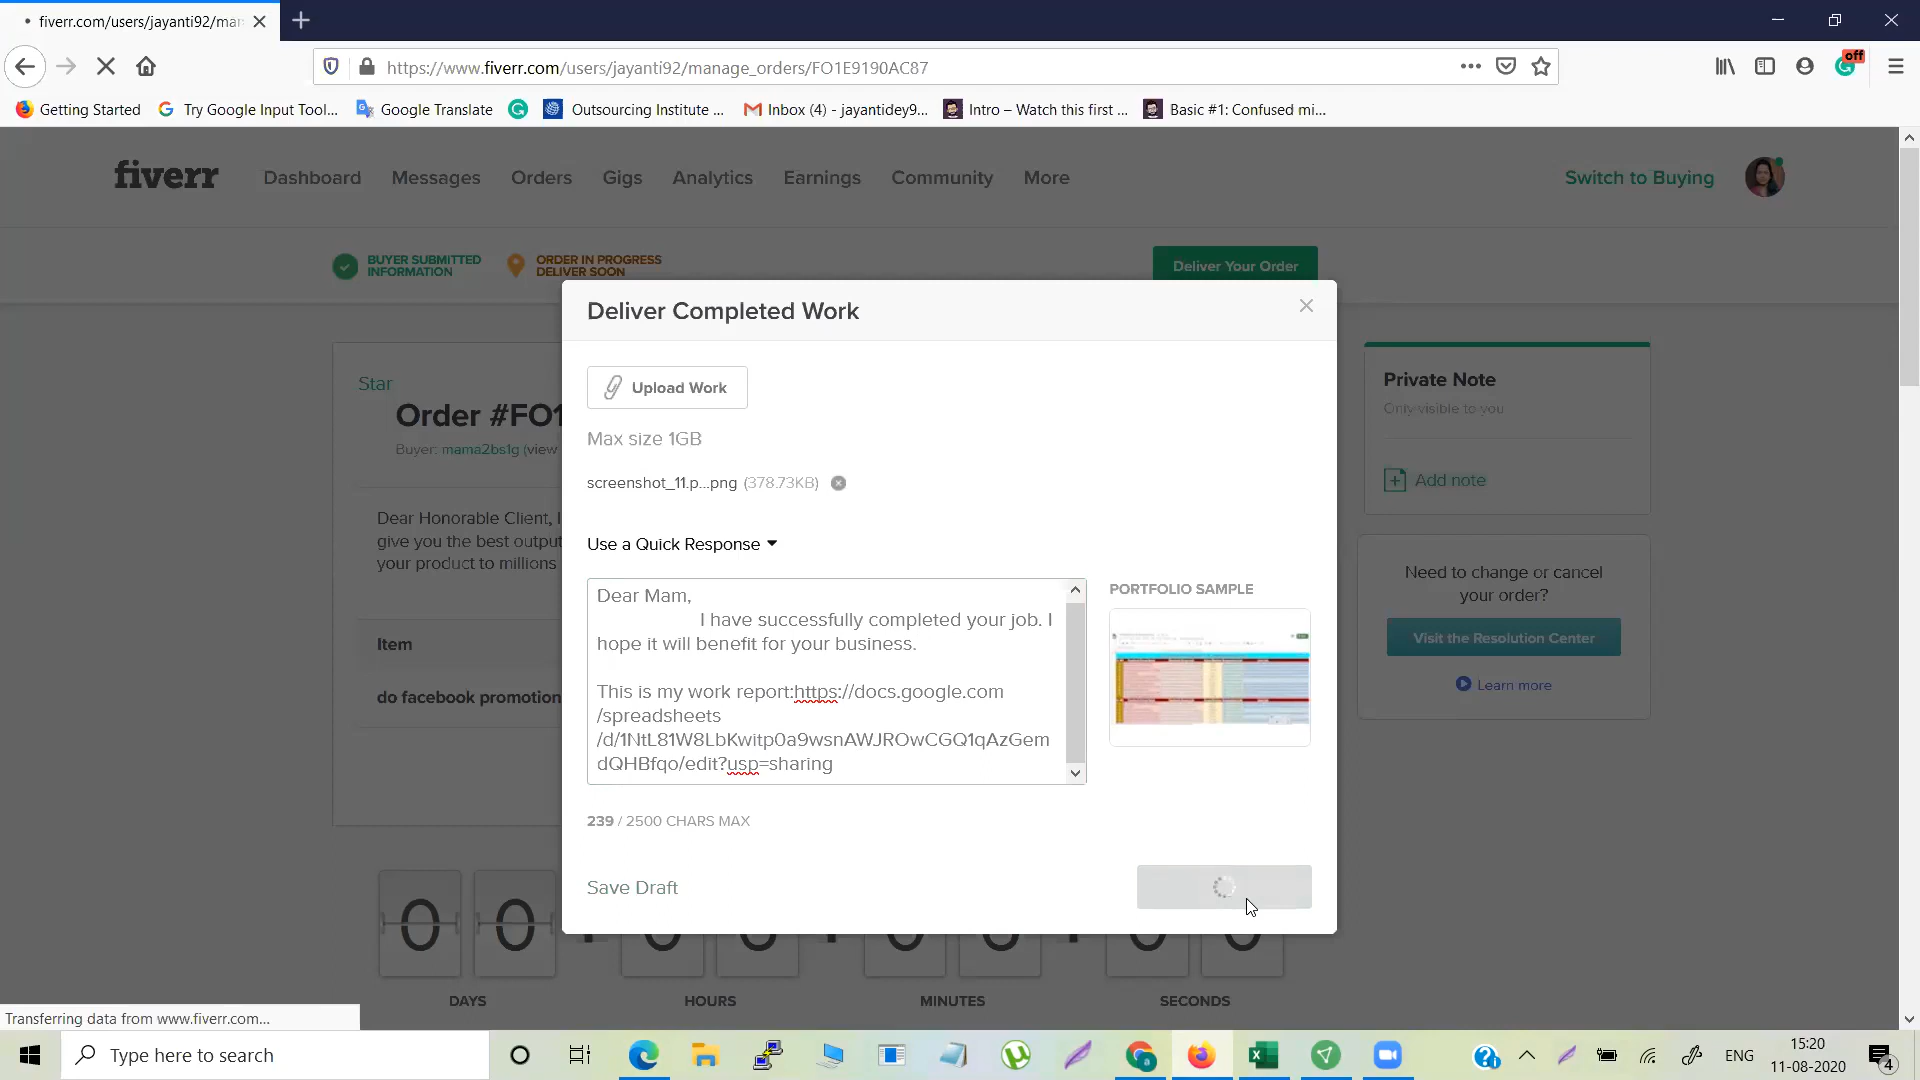 fiverr.com/users/jayanti92/mar
https://www.fiverr.com/users/jayanti92/manage_orders/FO1E9190AC87
off
Getting Started
Try Google Input Tool...
Google Translate
Outsourcing Institute ...
Inbox (4) - jayantidey9...
Intro – Watch this first ...
Basic #1: Confused mi...
fiverr
Dashboard
Messages
Orders
Gigs
Analytics
Earnings
Community
More
Switch to Buying
BUYER SUBMITTED
INFORMATION
ORDER IN PROGRESS
DELIVER SOON
Deliver Your Order
Star
Order #FO1
Buyer: mama2bs1g (view
Dear Honorable Client, I
give you the best output
your product to millions
Item
do facebook promotion
Deliver Completed Work
Upload Work
Max size 1GB
screenshot_11.p...png (378.73KB)
Use a Quick Response
Dear Mam,
I have successfully completed your job. I
hope it will benefit for your business.
This is my work report:https://docs.google.com
/spreadsheets
/d/1NtL81W8LbKwitp0a9wsnAWJROwCGQ1qAzGem
dQHBfqo/edit?usp=sharing
PORTFOLIO SAMPLE
239 / 2500 CHARS MAX
Save Draft
Private Note
Only visible to you
Add note
Need to change or cancel
your order?
Visit the Resolution Center
Learn more
0 0
DAYS
HOURS
MINUTES
SECONDS
Transferring data from www.fiverr.com...
Type here to search
ENG
15:20
11-08-2020
4